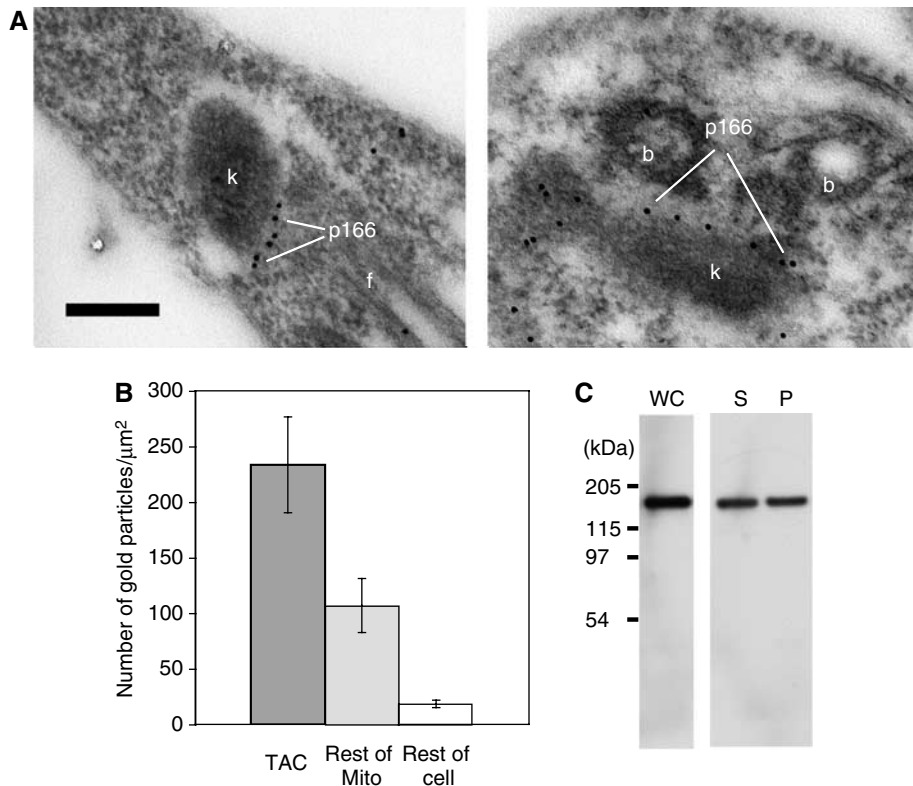 A
k
p166
f
p166
b
b
k
B
Number of gold particles/μm²
300
250
200
150
100
50
0
TAC
Rest of Mito
Rest of cell
C
WC S P
(kDa)
205
115
97
54